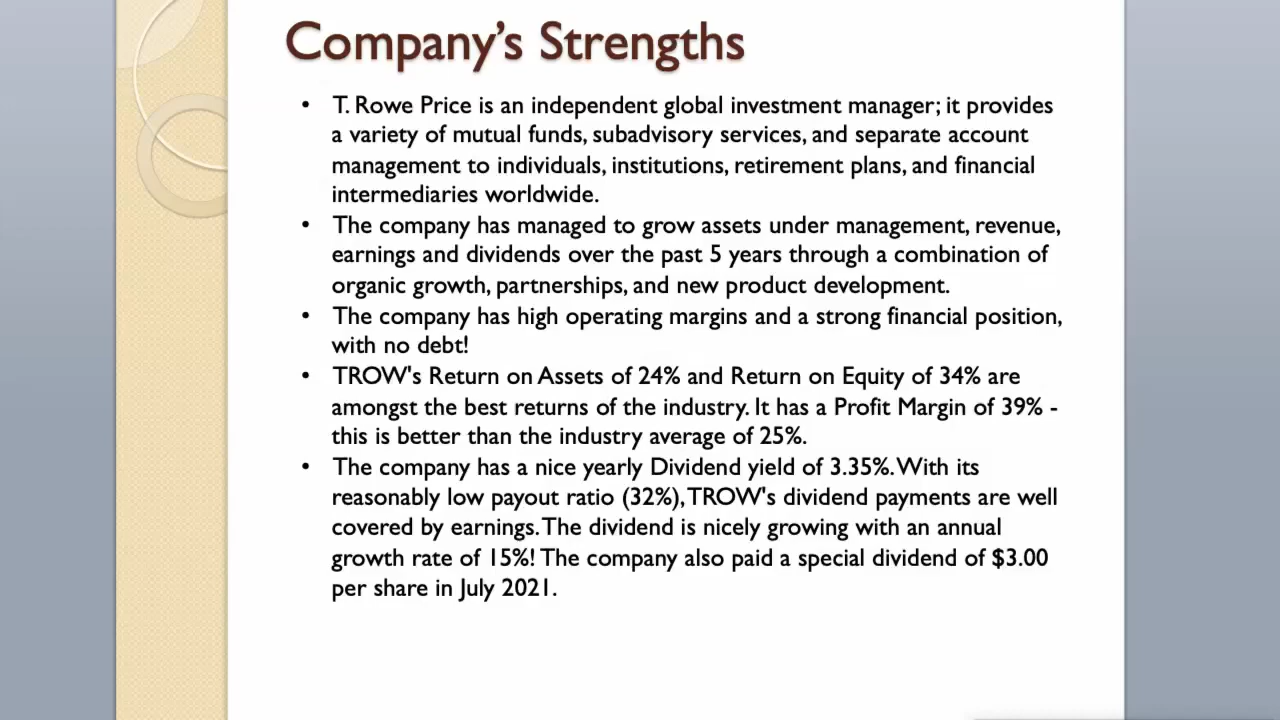 Company’s Strengths
• T. Rowe Price is an independent global investment manager; it provides
a variety of mutual funds, subadvisory services, and separate account
management to individuals, institutions, retirement plans, and financial
intermediaries worldwide.
• The company has managed to grow assets under management, revenue,
earnings and dividends over the past 5 years through a combination of
organic growth, partnerships, and new product development.
• The company has high operating margins and a strong financial position,
with no debt!
• TROW's Return on Assets of 24% and Return on Equity of 34% are
amongst the best returns of the industry. It has a Profit Margin of 39% -
this is better than the industry average of 25%.
• The company has a nice yearly Dividend yield of 3.35%. With its
reasonably low payout ratio (32%), TROW's dividend payments are well
covered by earnings. The dividend is nicely growing with an annual
growth rate of 15%! The company also paid a special dividend of $3.00
per share in July 2021.